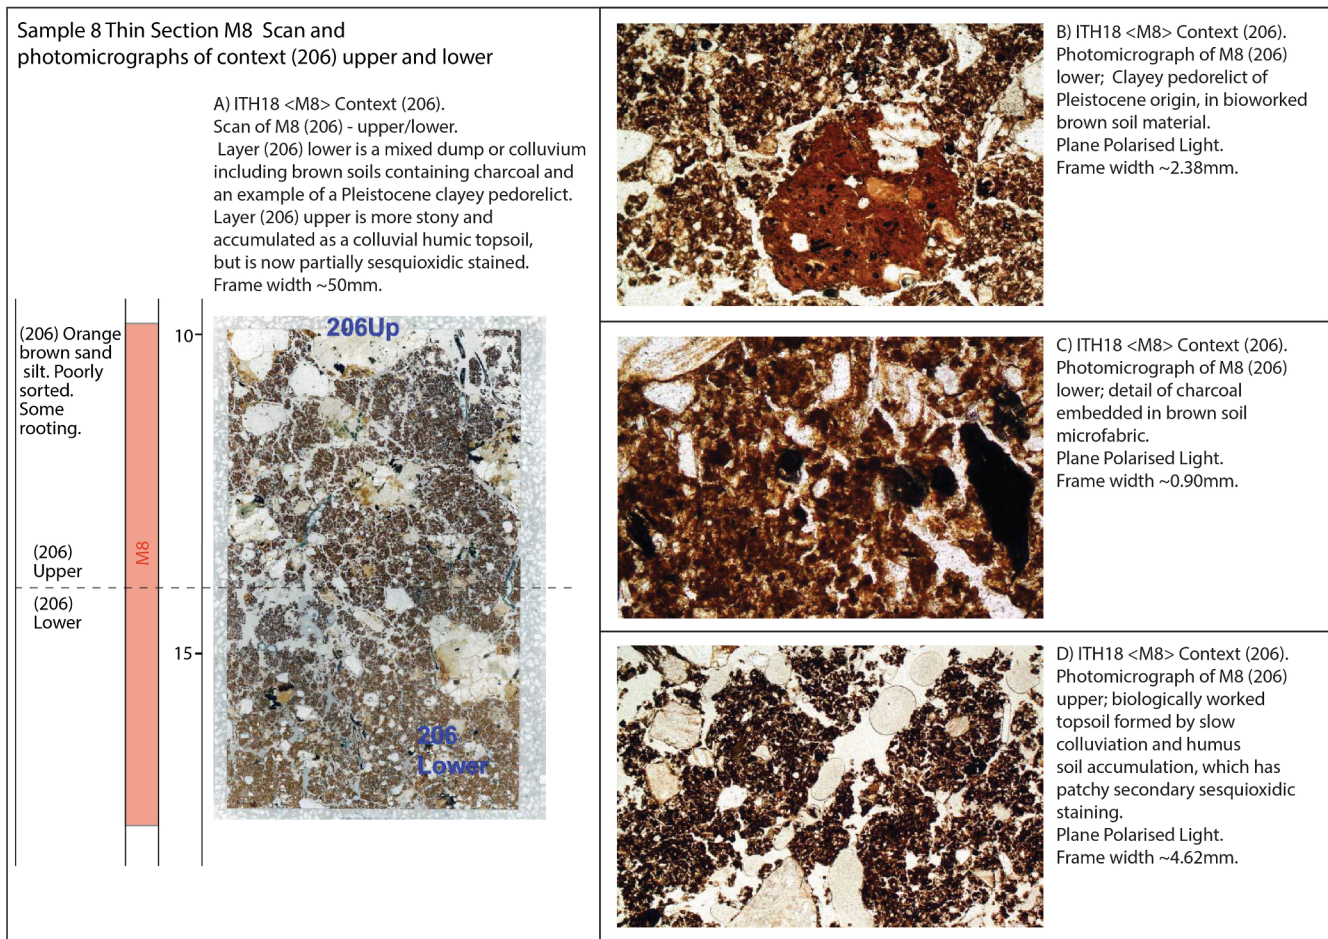 Sample 8 Thin Section M8  Scan and
photomicrographs of context (206) upper and lower
A) ITH18 <M8> Context (206).
Scan of M8 (206) - upper/lower.
Layer (206) lower is a mixed dump or colluvium
including brown soils containing charcoal and
an example of a Pleistocene clayey pedorelict.
Layer (206) upper is more stony and
accumulated as a colluvial humic topsoil,
but is now partially sesquioxidic stained.
Frame width ~50mm.
(206) Orange
brown sand
silt. Poorly
sorted.
Some
rooting.
(206)
Upper
(206)
Lower
M8
10
15
206Up
206
Lower
B) ITH18 <M8> Context (206).
Photomicrograph of M8 (206)
lower;  Clayey pedorelict of
Pleistocene origin, in bioworked
brown soil material.
Plane Polarised Light.
Frame width ~2.38mm.
C) ITH18 <M8> Context (206).
Photomicrograph of M8 (206)
lower; detail of charcoal
embedded in brown soil
microfabric.
Plane Polarised Light.
Frame width ~0.90mm.
D) ITH18 <M8> Context (206).
Photomicrograph of M8 (206)
upper; biologically worked
topsoil formed by slow
colluviation and humus
soil accumulation, which has
patchy secondary sesquioxidic
staining.
Plane Polarised Light.
Frame width ~4.62mm.